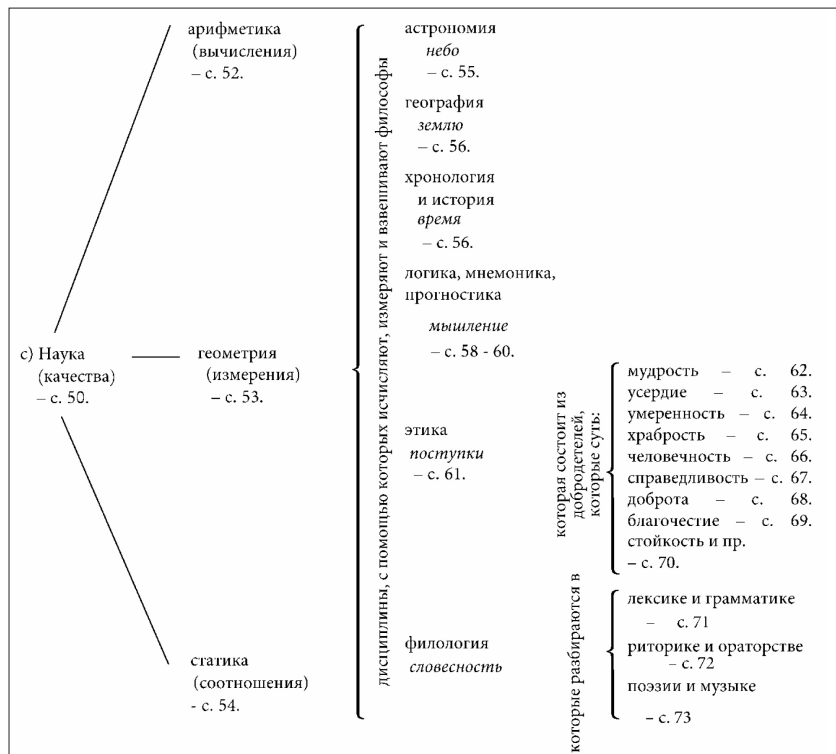 с) Наука
(качества)
– с. 50.
арифметика
(вычисления)
– с. 52.
геометрия
(измерения)
– с. 53.
статика
(соотношения)
- с. 54.
дисциплины, с помощью которых исчисляют, измеряют и взвешивают философы
астрономия
небо
– с. 55.
география
землю
– с. 56.
хронология
и история
время
– с. 56.
логика, мнемоника,
прогностика
мышление
– с. 58 - 60.
этика
поступки
– с. 61.
которая состоит из
добродетелей,
которые суть:
мудрость – с. 62.
усердие – с. 63.
умеренность – с. 64.
храбрость – с. 65.
человечность – с. 66.
справедливость – с. 67.
доброта – с. 68.
благочестие – с. 69.
стойкость и пр.
– с. 70.
филология
словесность
которые разбираются в
лексике и грамматике
– с. 71
риторике и ораторстве
– с. 72
поэзии и музыке
– с. 73